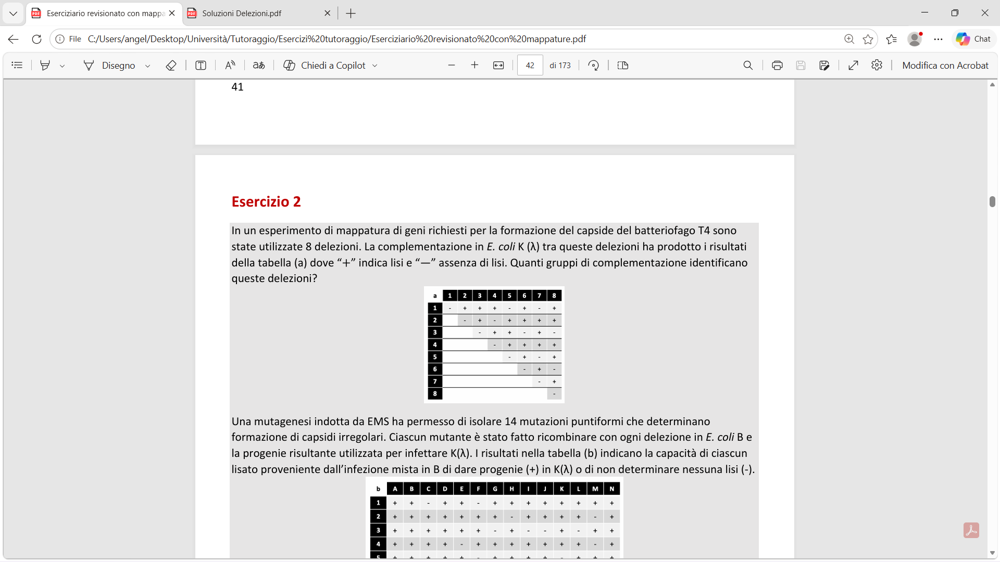 Eserciziario revisionato con mappa
Soluzioni Delezioni.pdf
File C:/Users/angel/Desktop/Università/Tutoraggio/Esercizi%20tutoraggio/Eserciziario%20revisionato%20con%20mappature.pdf
Chat
Disegno
Chiedi a Copilot
42 di 173
Modifica con Acrobat
41
Esercizio 2
In un esperimento di mappatura di geni richiesti per la formazione del capside del batteriofago T4 sono
state utilizzate 8 delezioni. La complementazione in E. coli K (λ) tra queste delezioni ha prodotto i risultati
della tabella (a) dove “+” indica lisi e “—” assenza di lisi. Quanti gruppi di complementazione identificano
queste delezioni?
a 1 2 3 4 5 6 7 8
1 - + + + - + - +
2 - + - + + + +
3 - + + - + -
4 - + + + +
5 - + - +
6 - + -
7 - +
8 -
Una mutagenesi indotta da EMS ha permesso di isolare 14 mutazioni puntiformi che determinano
formazione di capsidi irregolari. Ciascun mutante è stato fatto ricombinare con ogni delezione in E. coli B e
la progenie risultante utilizzata per infettare K(λ). I risultati nella tabella (b) indicano la capacità di ciascun
lisato proveniente dall’infezione mista in B di dare progenie (+) in K(λ) o di non determinare nessuna lisi (-).
b A B C D E F G H I J K L M N
1 + + - + + - + + + + + + + +
2 + + + + + + + - + + + + - +
3 + + + + + + - + - - + - + +
4 + + + + - + + + + + + + - +
5 + + + + + - + + + + - + + +